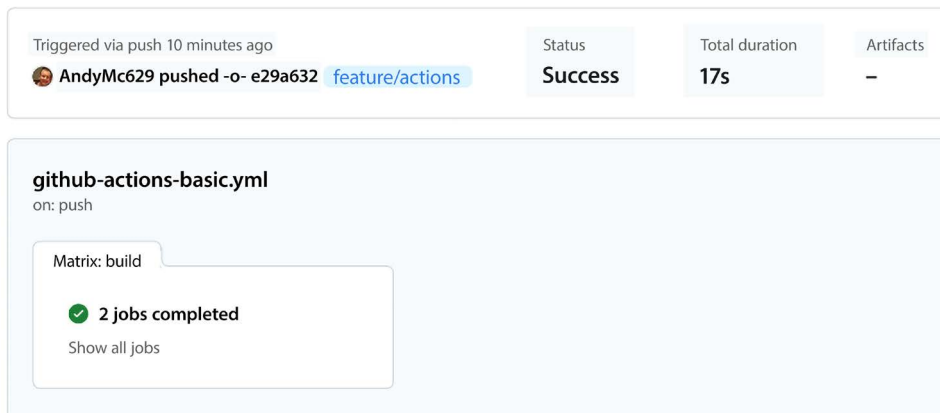 Triggered via push 10 minutes ago
AndyMc629 pushed -o- e29a632 feature/actions
Status
Success
Total duration
17s
Artifacts
–
github-actions-basic.yml
on: push
Matrix: build
2 jobs completed
Show all jobs